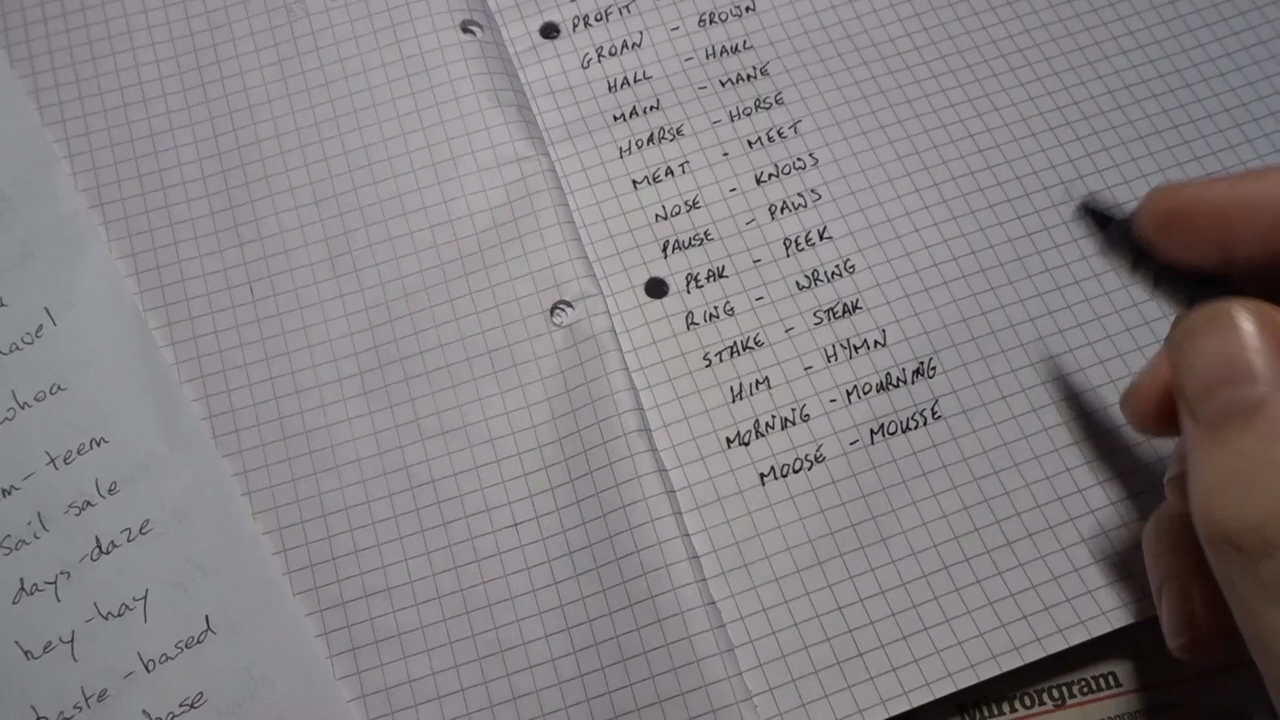 PROFIT
GROAN - GROWN
HALL - HAUL
MAIN - MANE
HOARSE - HORSE
MEAT - MEET
NOSE - KNOWS
PAUSE - PAWS
PEAK - PEEK
RING - WRING
STAKE - STEAK
HIM - HYMN
MORNING - MOURNING
MOOSE - MOUSSE
whoa
teem
sail - sale
days - daze
hey - hay
- based
Mirrorgram